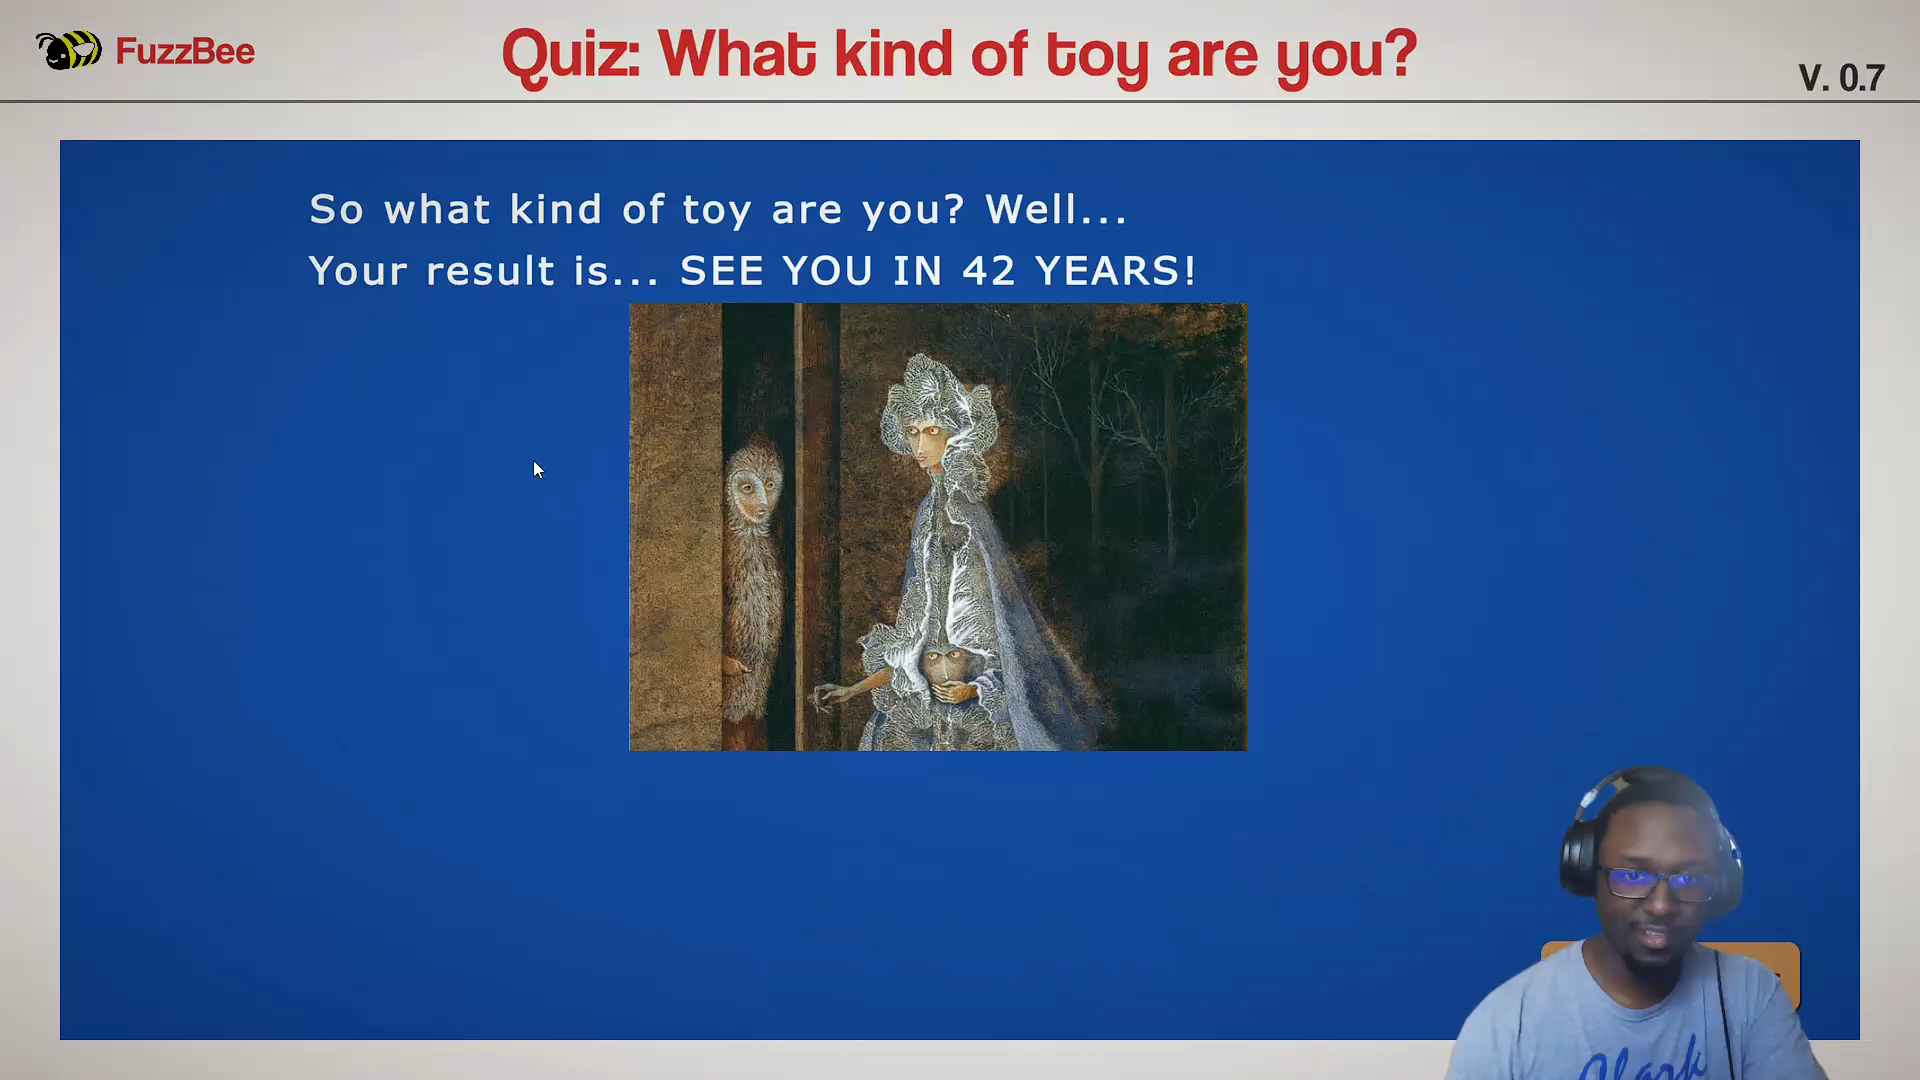 FuzzBee
Quiz: What kind of toy are you?
V. 0.7
So what kind of toy are you? Well...
Your result is... SEE YOU IN 42 YEARS!